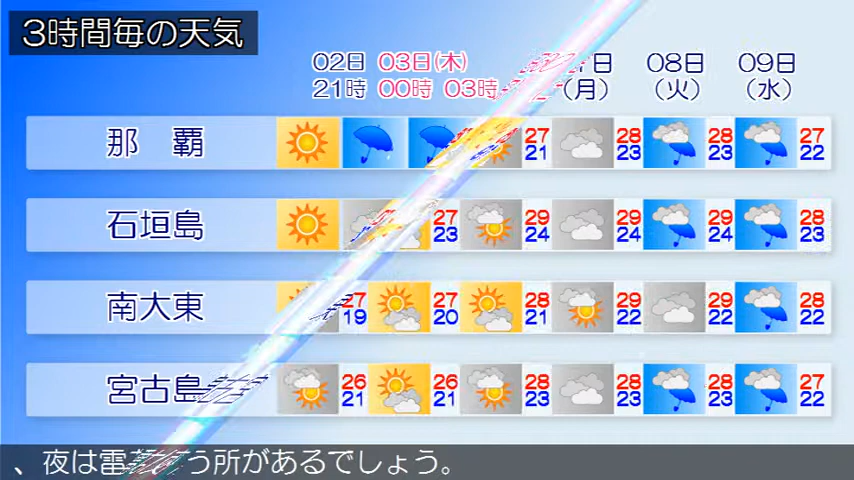 3時間毎の天気
02日 03日(木) 日 08日 09日
21時 00時 03時 (月) (火) (水)
那覇 27 28 28 27
21 23 23 22
石垣島 27 29 29 29 28
23 24 24 24 23
南大東 27 27 28 29 29 28
19 20 21 22 22 22
宮古島 26 26 28 28 28 27
21 21 23 23 23 22
、夜は雷 う所があるでしょう。